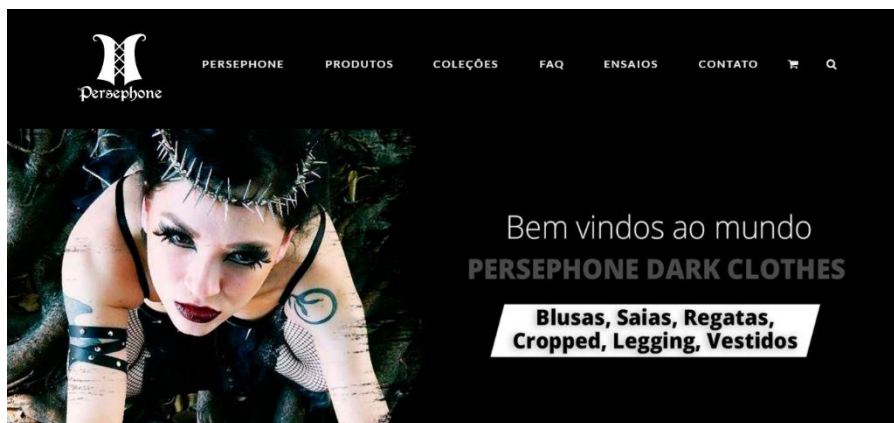 Persephone
PERSEPHONE PRODUTOS COLEÇÕES FAQ ENSAIOS CONTATO
Bem vindos ao mundo
PERSEPHONE DARK CLOTHES
Blusas, Saias, Regatas,
Cropped, Legging, Vestidos